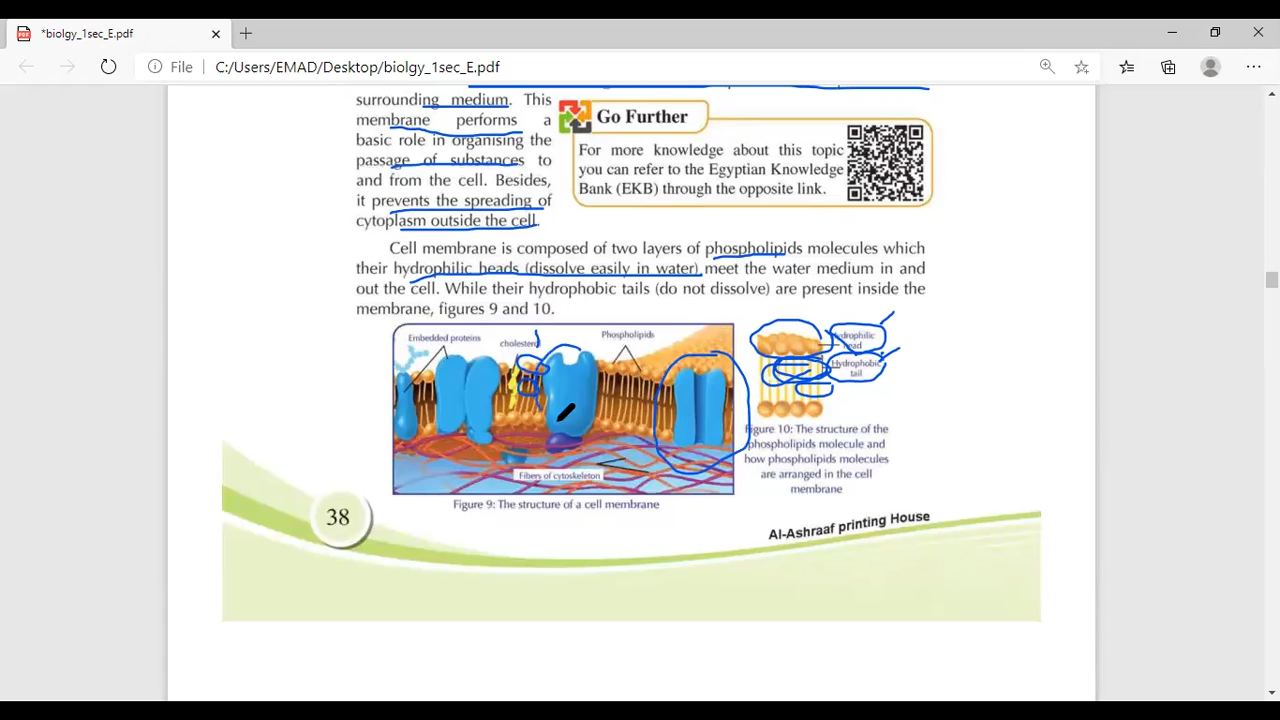 *biolgy_1sec_E.pdf
File C:/Users/EMAD/Desktop/biolgy_1sec_E.pdf
surrounding medium. This
membrane performs a
basic role in organising the
passage of substances to
and from the cell. Besides,
it prevents the spreading of
cytoplasm outside the cell.
Go Further
For more knowledge about this topic
you can refer to the Egyptian Knowledge
Bank (EKB) through the opposite link.
Cell membrane is composed of two layers of phospholipids molecules which
their hydrophilic heads (dissolve easily in water) meet the water medium in and
out the cell. While their hydrophobic tails (do not dissolve) are present inside the
membrane, figures 9 and 10.
Embedded proteins
cholesterol
Phospholipids
Fibers of cytoskeleton
Figure 9: The structure of a cell membrane
Hydrophilic
head
Hydrophobic
tail
Figure 10: The structure of the
phospholipids molecule and
how phospholipids molecules
are arranged in the cell
membrane
38
Al-Ashraaf printing House